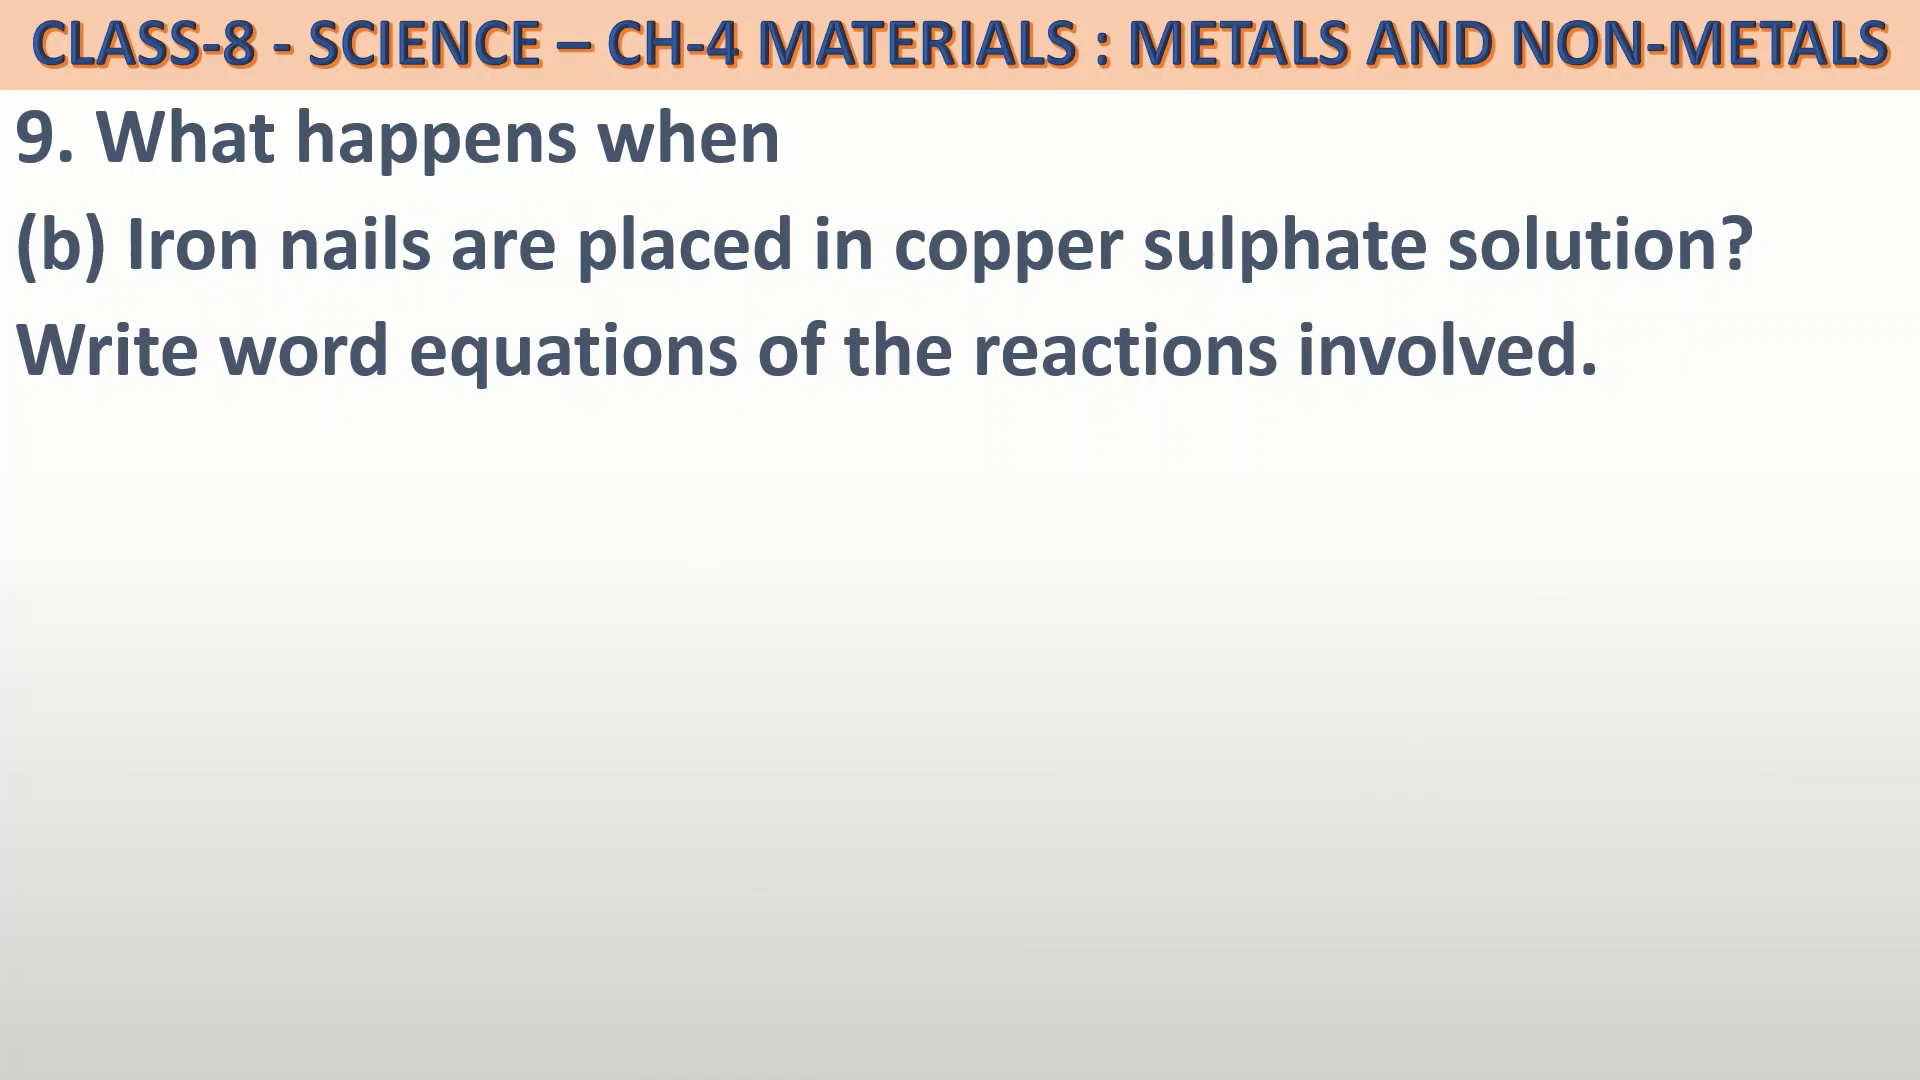 CLASS-8 - SCIENCE – CH-4 MATERIALS : METALS AND NON-METALS
9. What happens when
(b) Iron nails are placed in copper sulphate solution?
Write word equations of the reactions involved.